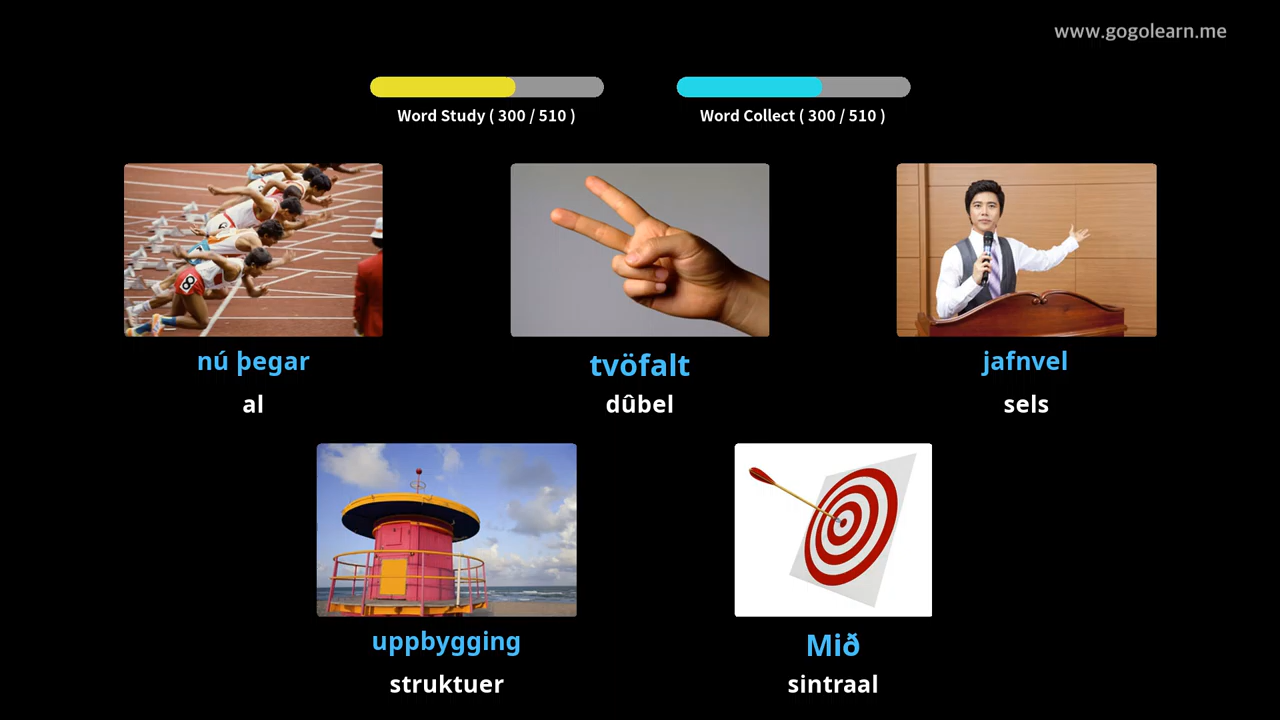 www.gogolearn.me
Word Study ( 300 / 510 )
Word Collect ( 300 / 510 )
8
nú þegar
tvöfalt
jafnvel
al
dûbel
sels
uppbygging
Mið
struktuer
sintraal